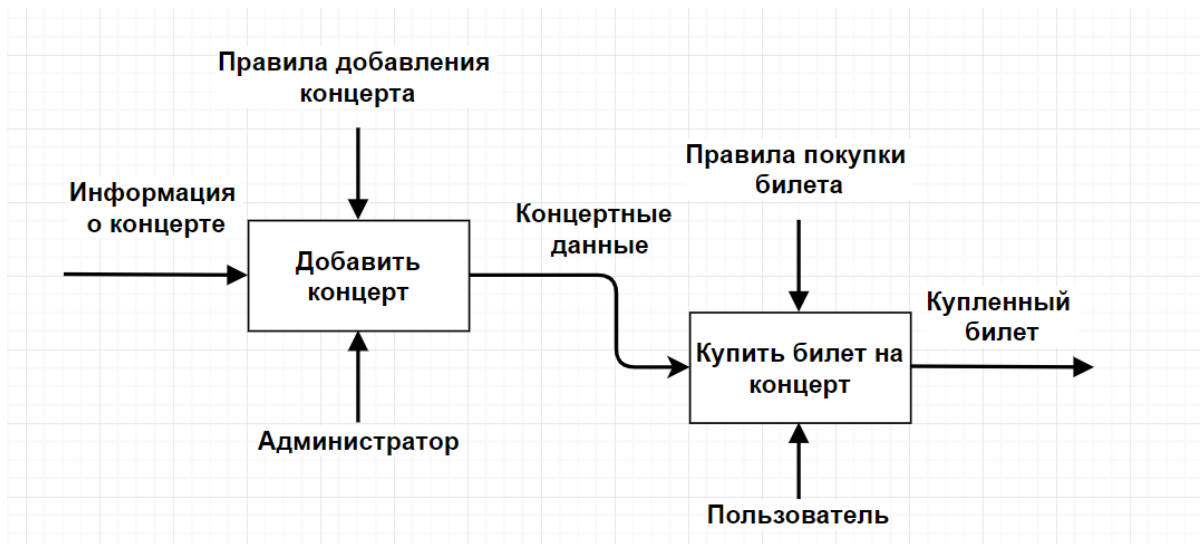 Правила добавления
концерта
Информация
о концерте
Добавить
концерт
Администратор
Концертные
данные
Правила покупки
билета
Купить билет на
концерт
Пользователь
Купленный
билет